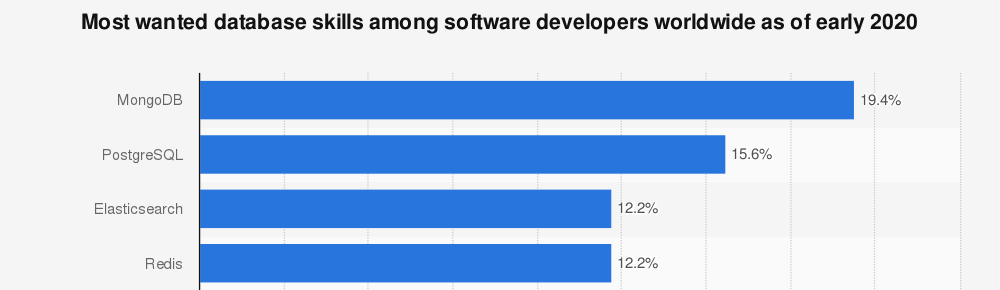 Most wanted database skills among software developers worldwide as of early 2020
MongoDB 19.4%
PostgreSQL 15.6%
Elasticsearch 12.2%
Redis 12.2%